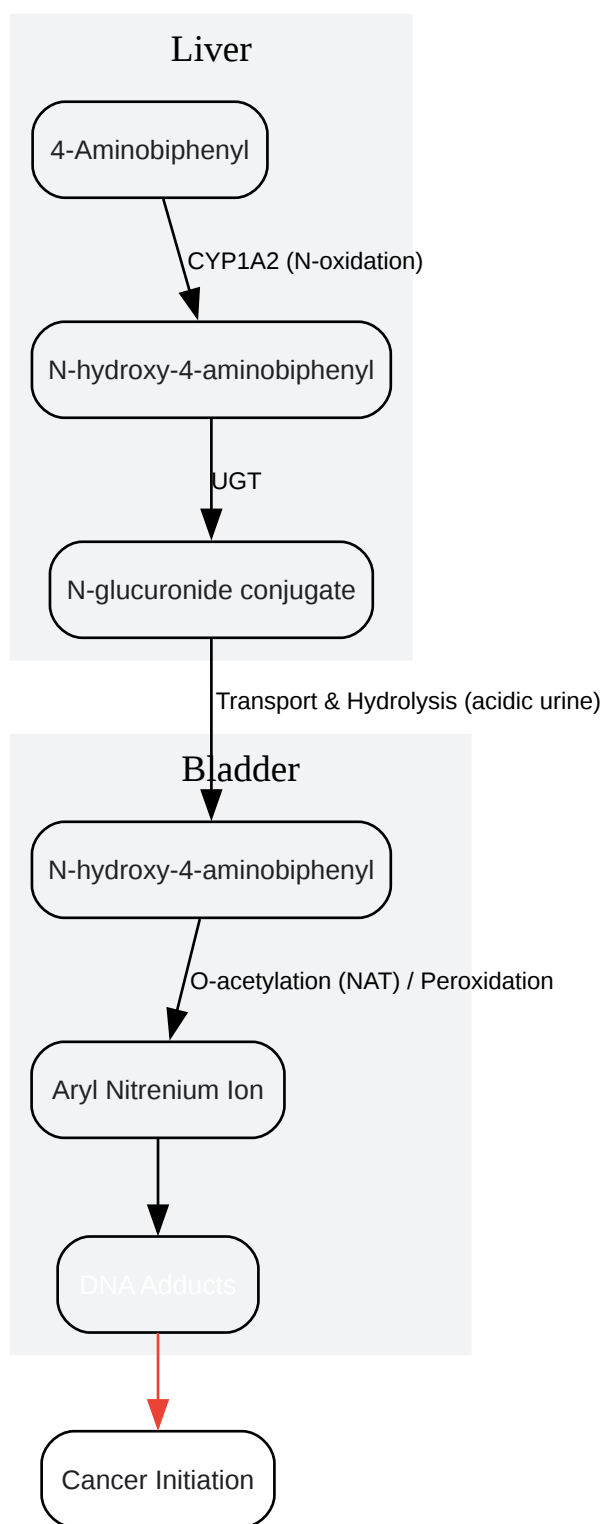 Liver
4-Aminobiphenyl
CYP1A2 (N-oxidation)
N-hydroxy-4-aminobiphenyl
UGT
N-glucuronide conjugate
Transport & Hydrolysis (acidic urine)
Bladder
N-hydroxy-4-aminobiphenyl
O-acetylation (NAT) / Peroxidation
Aryl Nitrenium Ion
DNA Adducts
Cancer Initiation